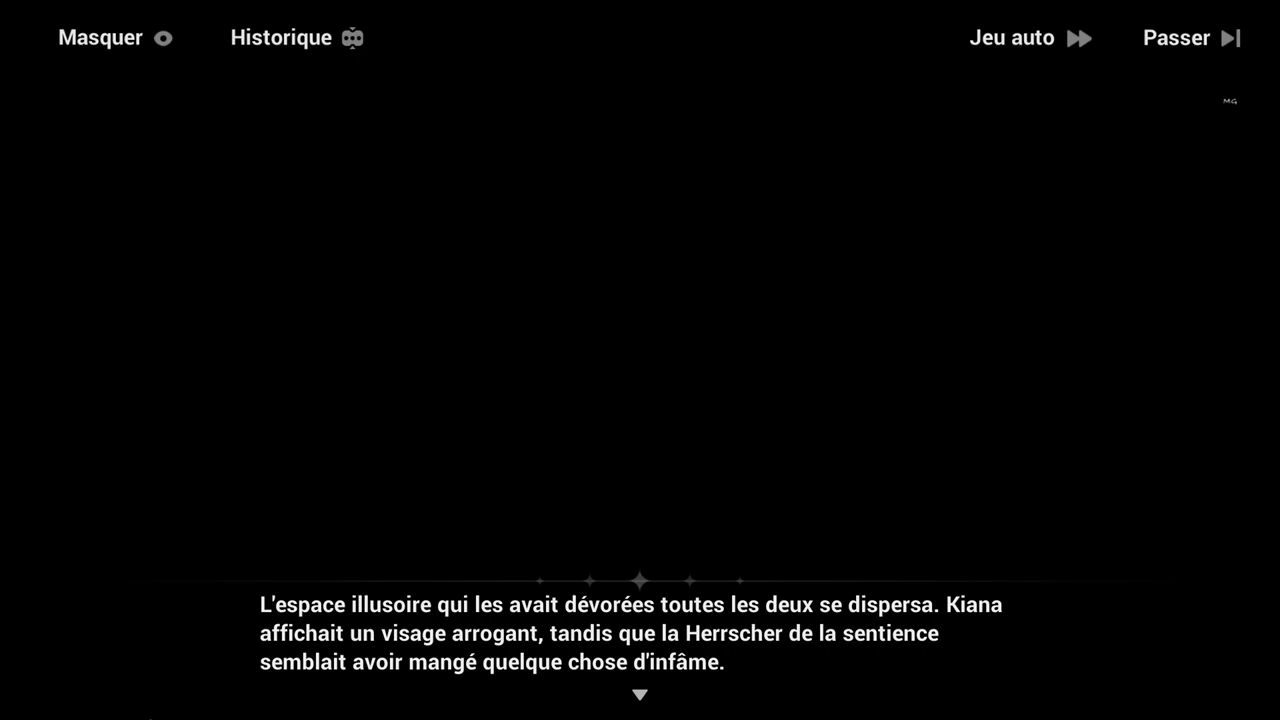 Masquer
Historique
Jeu auto
Passer
MG
L'espace illusoire qui les avait dévorées toutes les deux se dispersa. Kiana
affichait un visage arrogant, tandis que la Herrscher de la sentience
semblait avoir mangé quelque chose d'infâme.